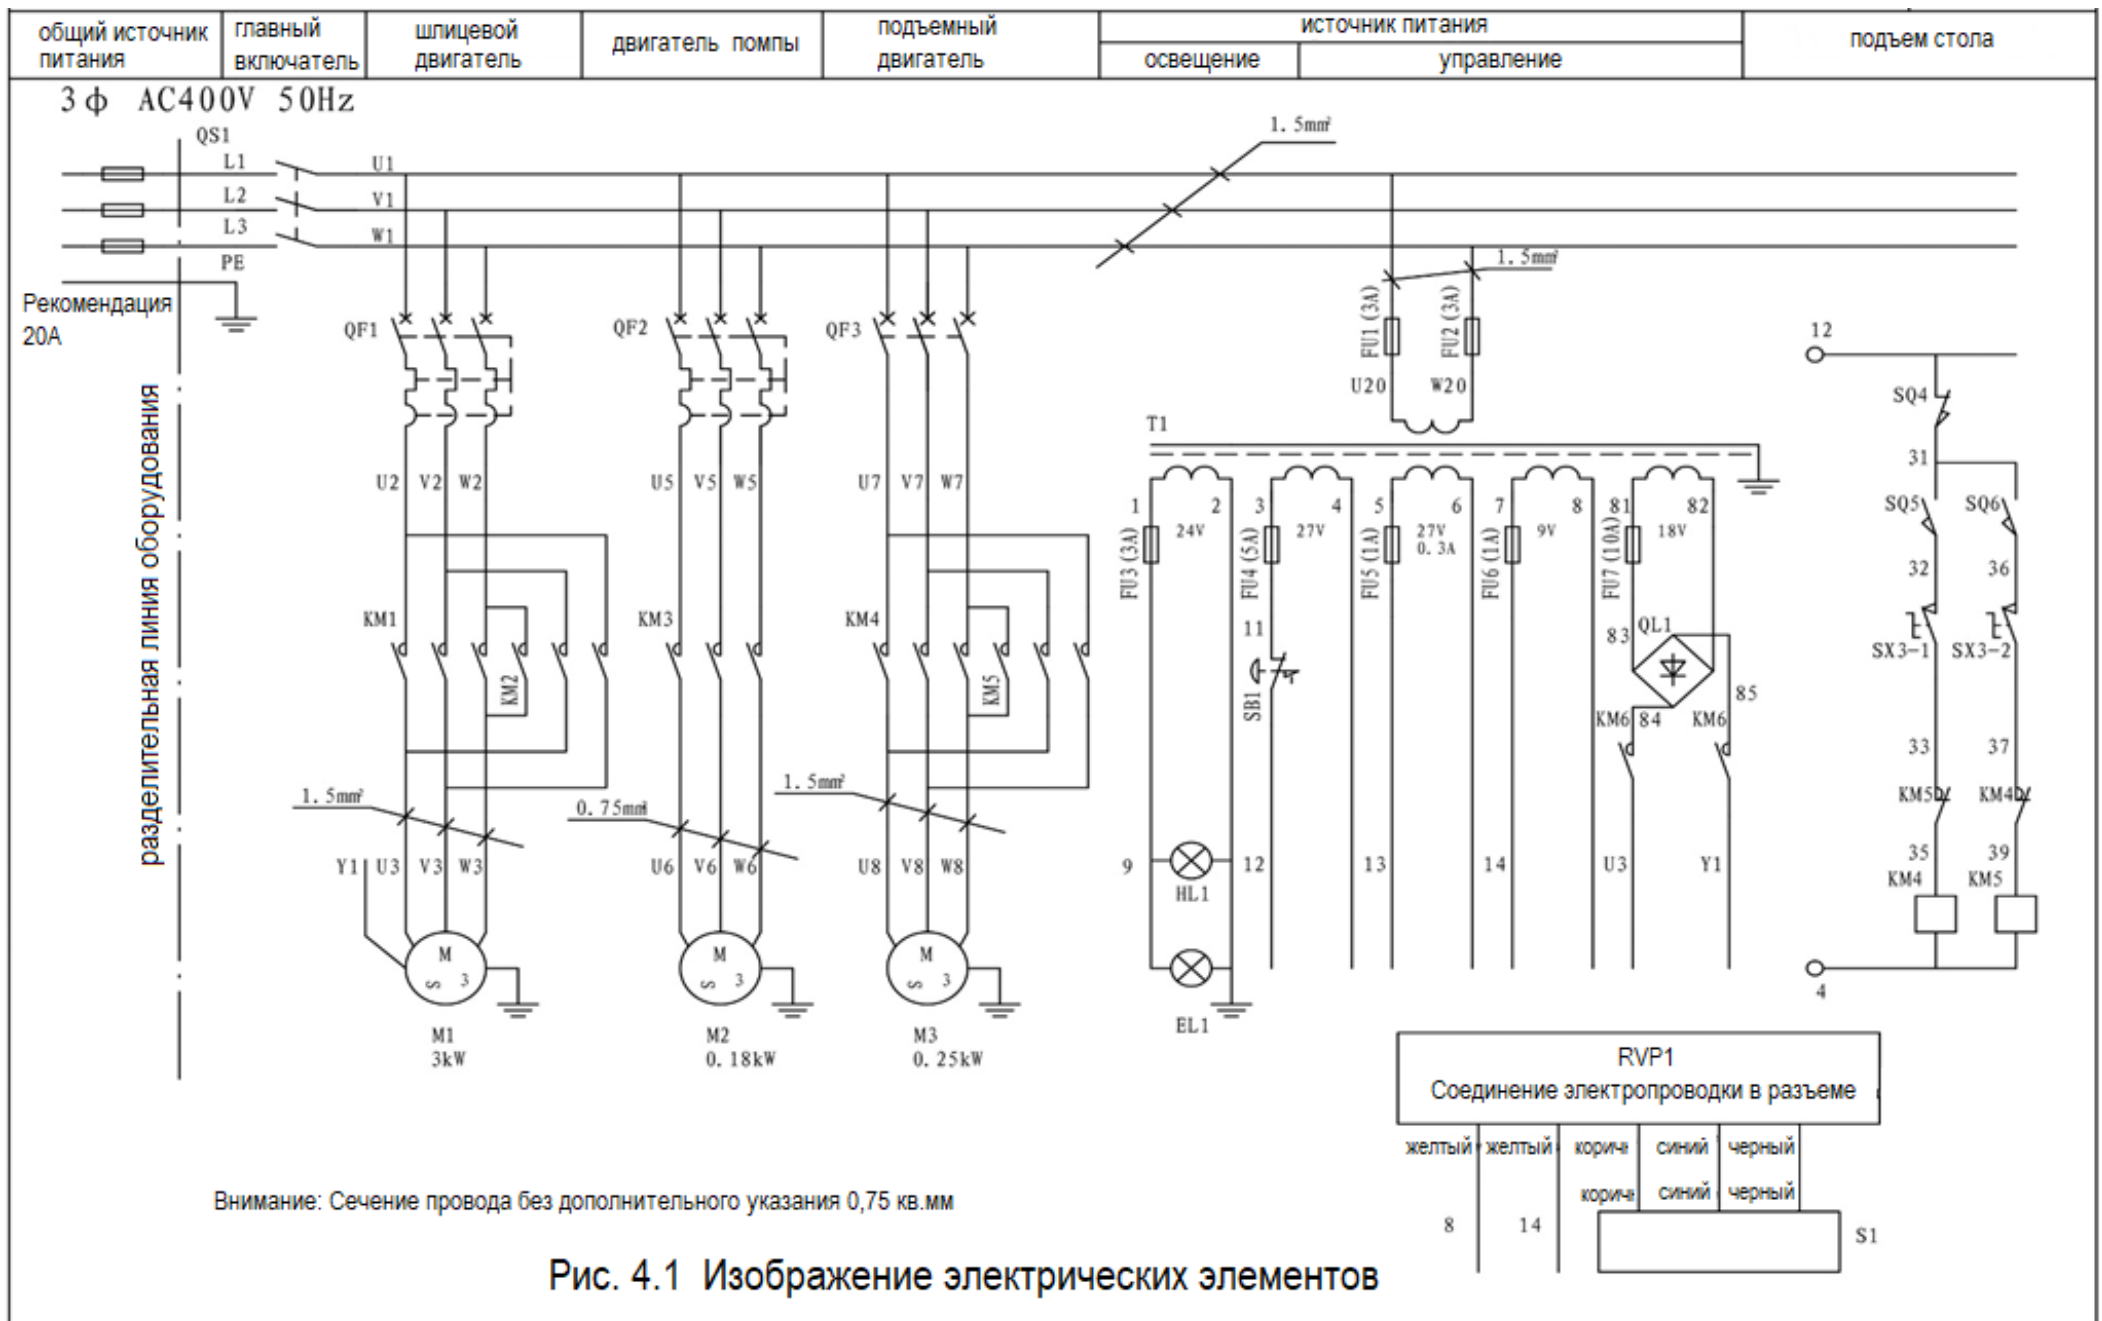 общий источник
питания
главный
включатель
шлицевой
двигатель
двигатель помпы
подъемный
двигатель
источник питания
освещение
управление
подъем стола
3ф AC400V 50Hz
QS1
1.5mm²
L1
U1
L2
V1
L3
W1
PE
1.5mm²
Рекомендация
20А
QF1
QF2
QF3
FU1 (3A)
FU2 (3A)
12
U20
W20
SQ4
T1
31
разделительная линия оборудования
U2
V2
W2
U5
V5
W5
U7
V7
W7
1
2
3
4
5
6
7
8
81
82
SQ5
SQ6
24V
27V
27V
0.3A
9V
18V
FU3 (3A)
FU4 (5A)
FU5 (1A)
FU6 (1A)
FU7 (10A)
32
36
KM1
KM2
KM3
KM4
KM5
11
SB1
83
QL1
SX3-1
SX3-2
85
KM6
84
KM6
33
37
KM5
KM4
1.5mm²
0.75mm²
1.5mm²
Y1
U3
V3
W3
U6
V6
W6
U8
V8
W8
9
HL1
12
13
14
U3
Y1
35
39
KM4
KM5
M
S 3
M
S 3
M
S 3
EL1
4
M1
3kW
M2
0.18kW
M3
0.25kW
RVP1
Соединение электропроводки в разъеме
желтый
желтый
коричн
синий
черный
коричн
синий
черный
8
14
S1
Внимание: Сечение провода без дополнительного указания 0,75 кв.мм
Рис. 4.1 Изображение электрических элементов